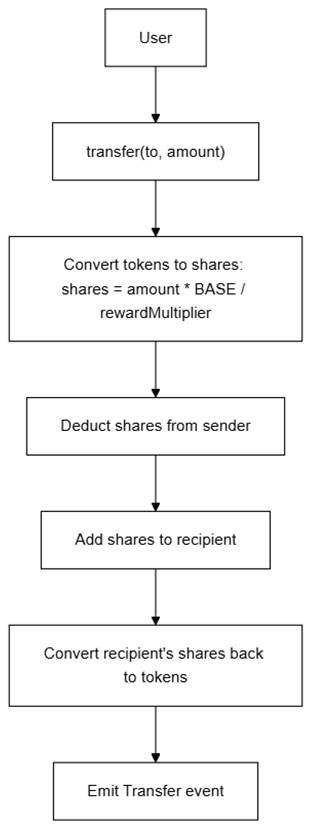 User
transfer(to, amount)
Convert tokens to shares:
shares = amount * BASE /
rewardMultiplier
Deduct shares from sender
Add shares to recipient
Convert recipient's shares back
to tokens
Emit Transfer event